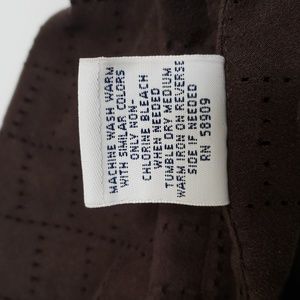 MACHINE WASH WARM
WITH SIMILAR COLORS
ONLY NON-
CHLORINE BLEACH
WHEN NEEDED
TUMBLE DRY MEDIUM
WARM IRON ON REVERSE
SIDE IF NEEDED
RN 58909